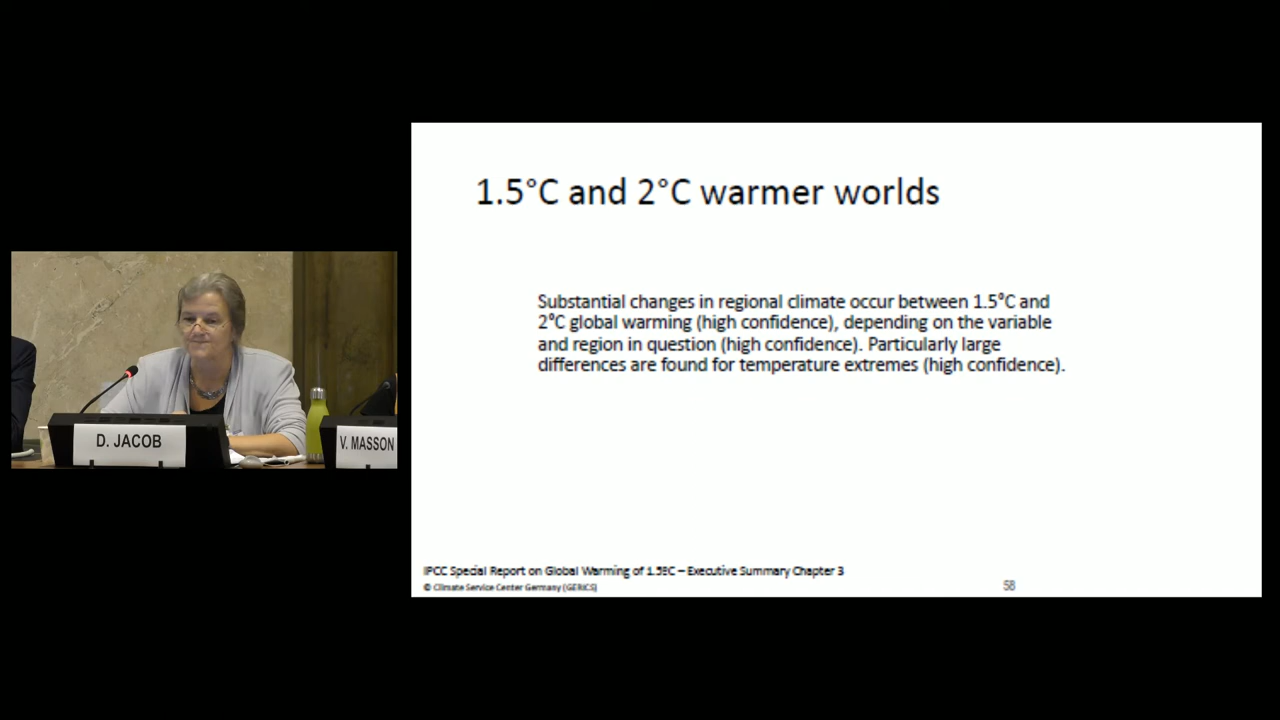 1.5°C and 2°C warmer worlds
Substantial changes in regional climate occur between 1.5°C and
2°C global warming (high confidence), depending on the variable
and region in question (high confidence). Particularly large
differences are found for temperature extremes (high confidence).
D. JACOB
V. MASSON
IPCC Special Report on Global Warming of 1.5°C – Executive Summary Chapter 3
© Climate Service Center Germany (GERICS)
58